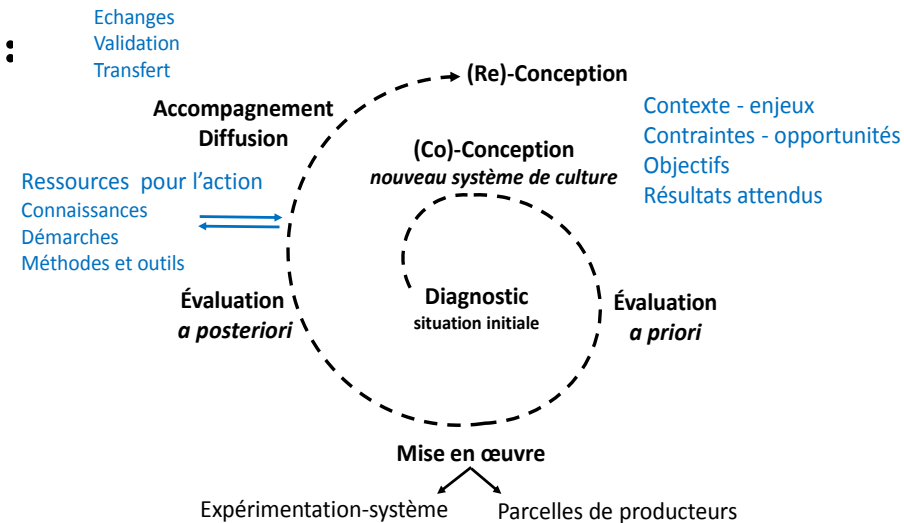 Echanges
Validation
Transfert
:
(Re)-Conception
Accompagnement
Diffusion
Contexte - enjeux
Contraintes - opportunités
Objectifs
Résultats attendus
(Co)-Conception
nouveau système de culture
Ressources pour l’action
Connaissances
Démarches
Méthodes et outils
Diagnostic
situation initiale
Évaluation
a posteriori
Évaluation
a priori
Mise en œuvre
Expérimentation-système
Parcelles de producteurs